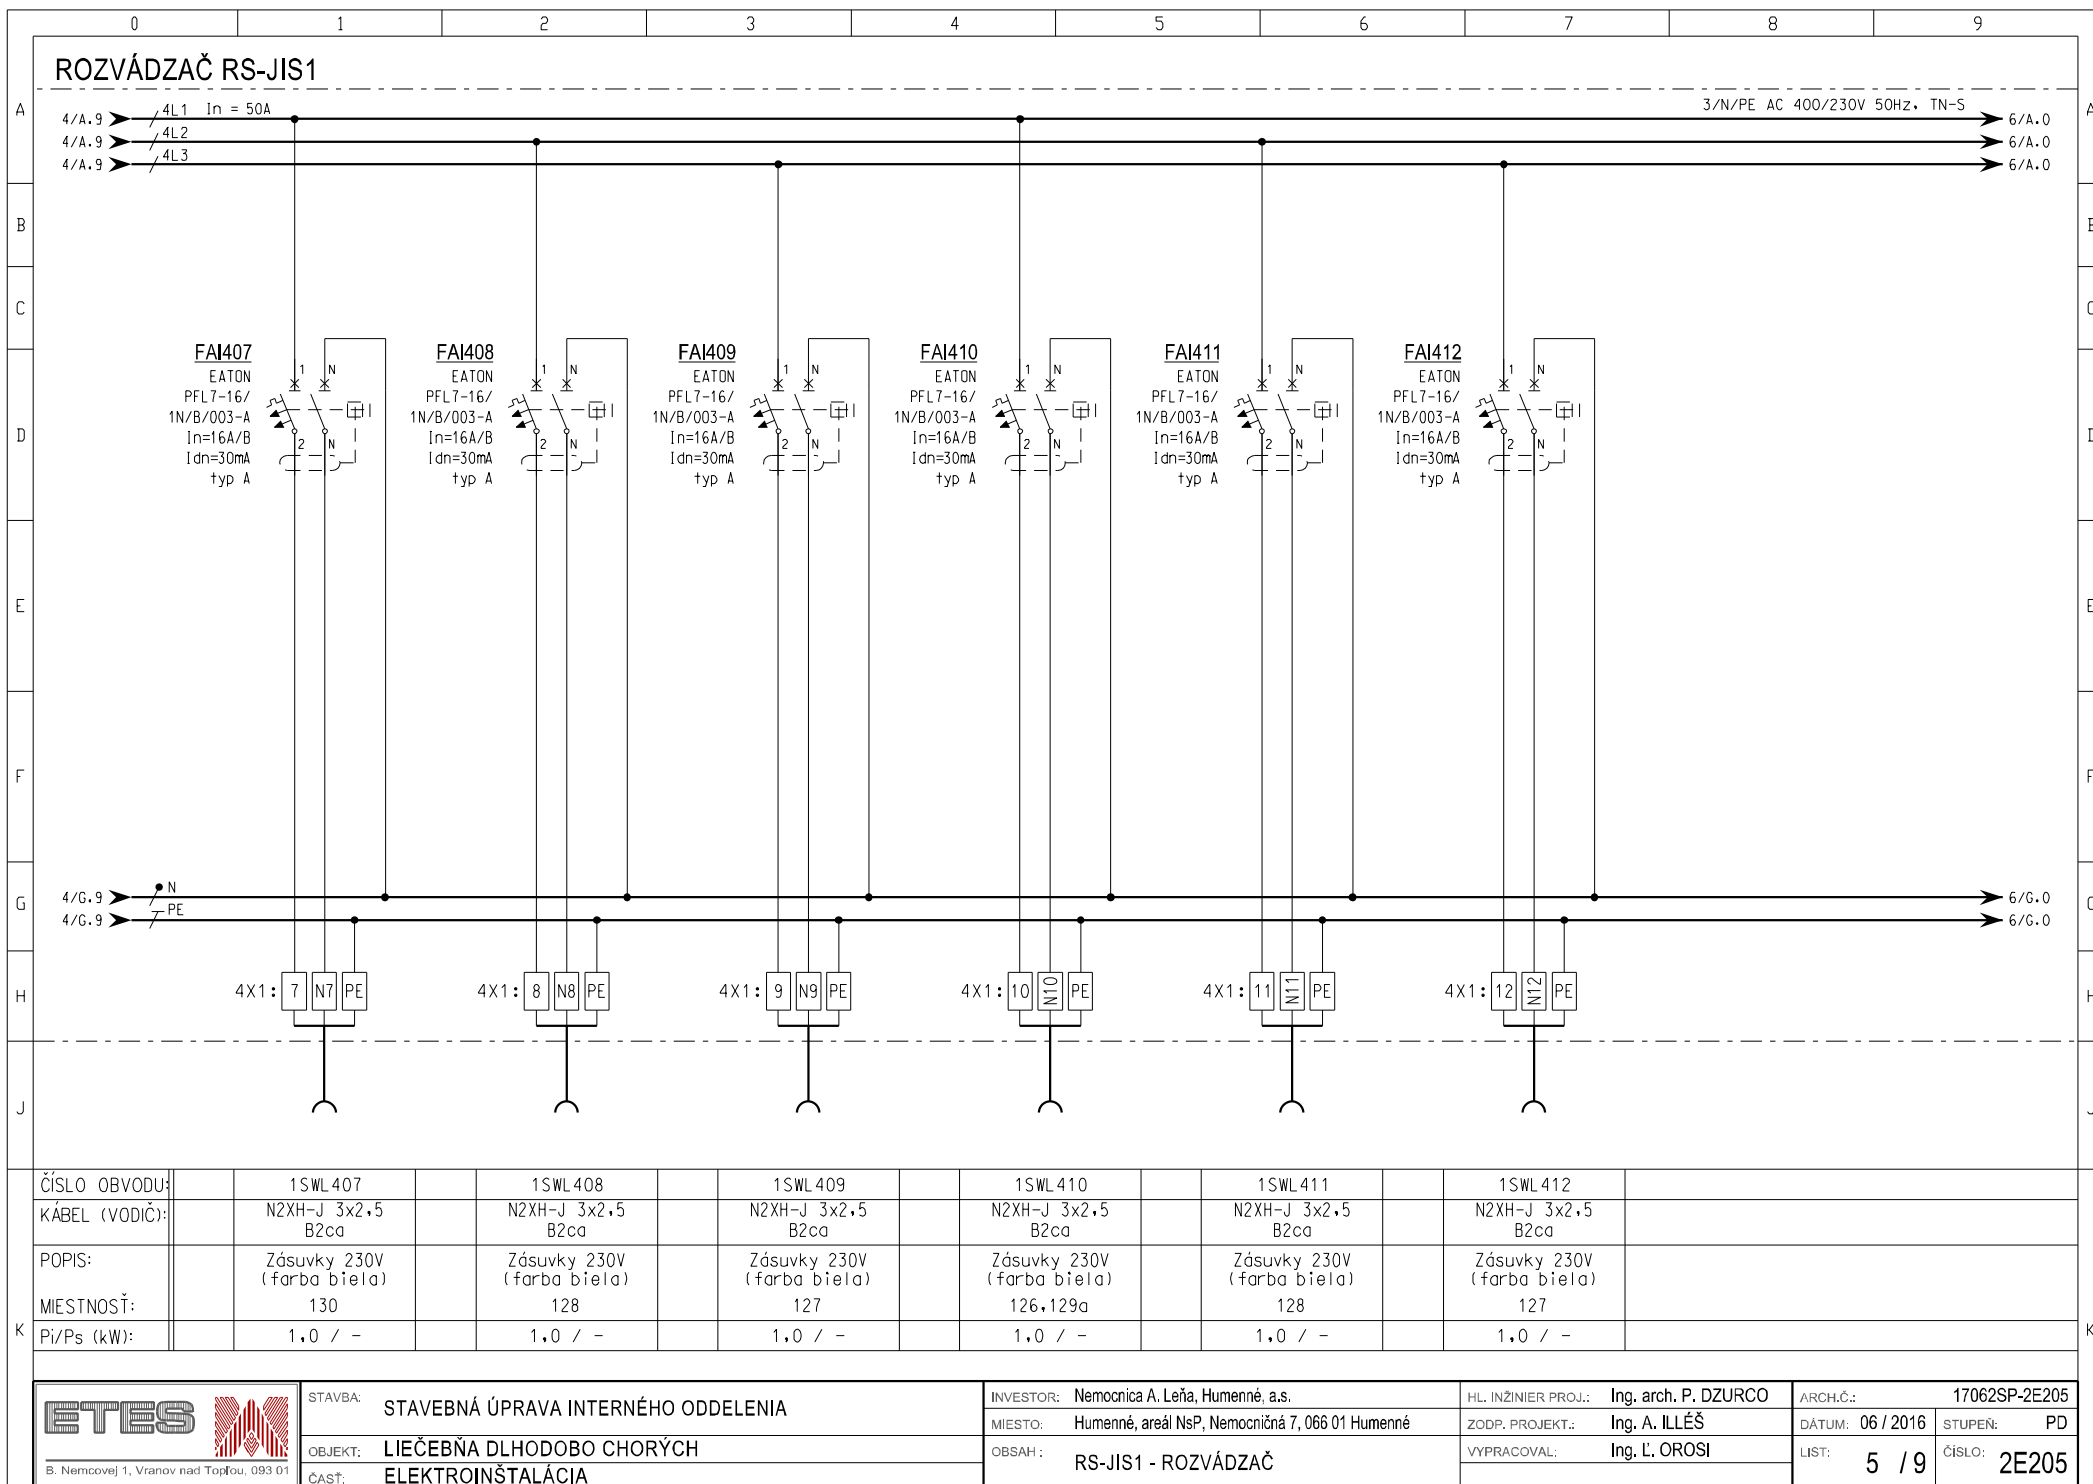 0 1 2 3 4 5 6 7 8 9
ROZVÁDZAČ RS-JIS1
A
4/A.9 4L1 In = 50A 3/N/PE AC 400/230V 50Hz, TN-S 6/A.0
4/A.9 4L2 6/A.0
4/A.9 4L3 6/A.0
B
C
FAI407 FAI408 FAI409 FAI410 FAI411 FAI412
1 N 1 N 1 N 1 N 1 N 1 N
EATON EATON EATON EATON EATON EATON
PFL7-16/ PFL7-16/ PFL7-16/ PFL7-16/ PFL7-16/ PFL7-16/
1N/B/003-A 1N/B/003-A 1N/B/003-A 1N/B/003-A 1N/B/003-A 1N/B/003-A
D
In=16A/B In=16A/B In=16A/B In=16A/B In=16A/B In=16A/B
2 N 2 N 2 N 2 N 2 N 2 N
Idn=30mA Idn=30mA Idn=30mA Idn=30mA Idn=30mA Idn=30mA
typ A typ A typ A typ A typ A typ A
E
F
G
4/G.9 N 6/G.0
4/G.9 PE 6/G.0
H
4X1: 7 N7 PE 4X1: 8 N8 PE 4X1: 9 N9 PE 4X1: 10 N10 PE 4X1: 11 N11 PE 4X1: 12 N12 PE
J
ČÍSLO OBVODU: 1SWL407 1SWL408 1SWL409 1SWL410 1SWL411 1SWL412
KÁBEL (VODIČ): N2XH-J 3x2,5 N2XH-J 3x2,5 N2XH-J 3x2,5 N2XH-J 3x2,5 N2XH-J 3x2,5 N2XH-J 3x2,5
B2ca B2ca B2ca B2ca B2ca B2ca
POPIS: Zásuvky 230V Zásuvky 230V Zásuvky 230V Zásuvky 230V Zásuvky 230V Zásuvky 230V
(farba biela) (farba biela) (farba biela) (farba biela) (farba biela) (farba biela)
MIESTNOSŤ: 130 128 127 126,129a 128 127
K
Pi/Ps (kW): 1,0 / - 1,0 / - 1,0 / - 1,0 / - 1,0 / - 1,0 / -
ETES
B. Nemcovej 1, Vranov nad Topľou, 093 01
STAVBA: STAVEBNÁ ÚPRAVA INTERNÉHO ODDELENIA
OBJEKT: LIEČEBŇA DLHODOBO CHORÝCH
ČASŤ: ELEKTROINŠTALÁCIA
INVESTOR: Nemocnica A. Leňa, Humenné, a.s.
MIESTO: Humenné, areál NsP, Nemocničná 7, 066 01 Humenné
OBSAH: RS-JIS1 - ROZVÁDZAČ
HL. INŽINIER PROJ.: Ing. arch. P. DZURCO
ZODP. PROJEKT.: Ing. A. ILLÉŠ
VYPRACOVAL: Ing. Ľ. OROSI
ARCH.Č.: 17062SP-2E205
DÁTUM: 06 / 2016 STUPEŇ: PD
LIST: 5 / 9 ČÍSLO: 2E205